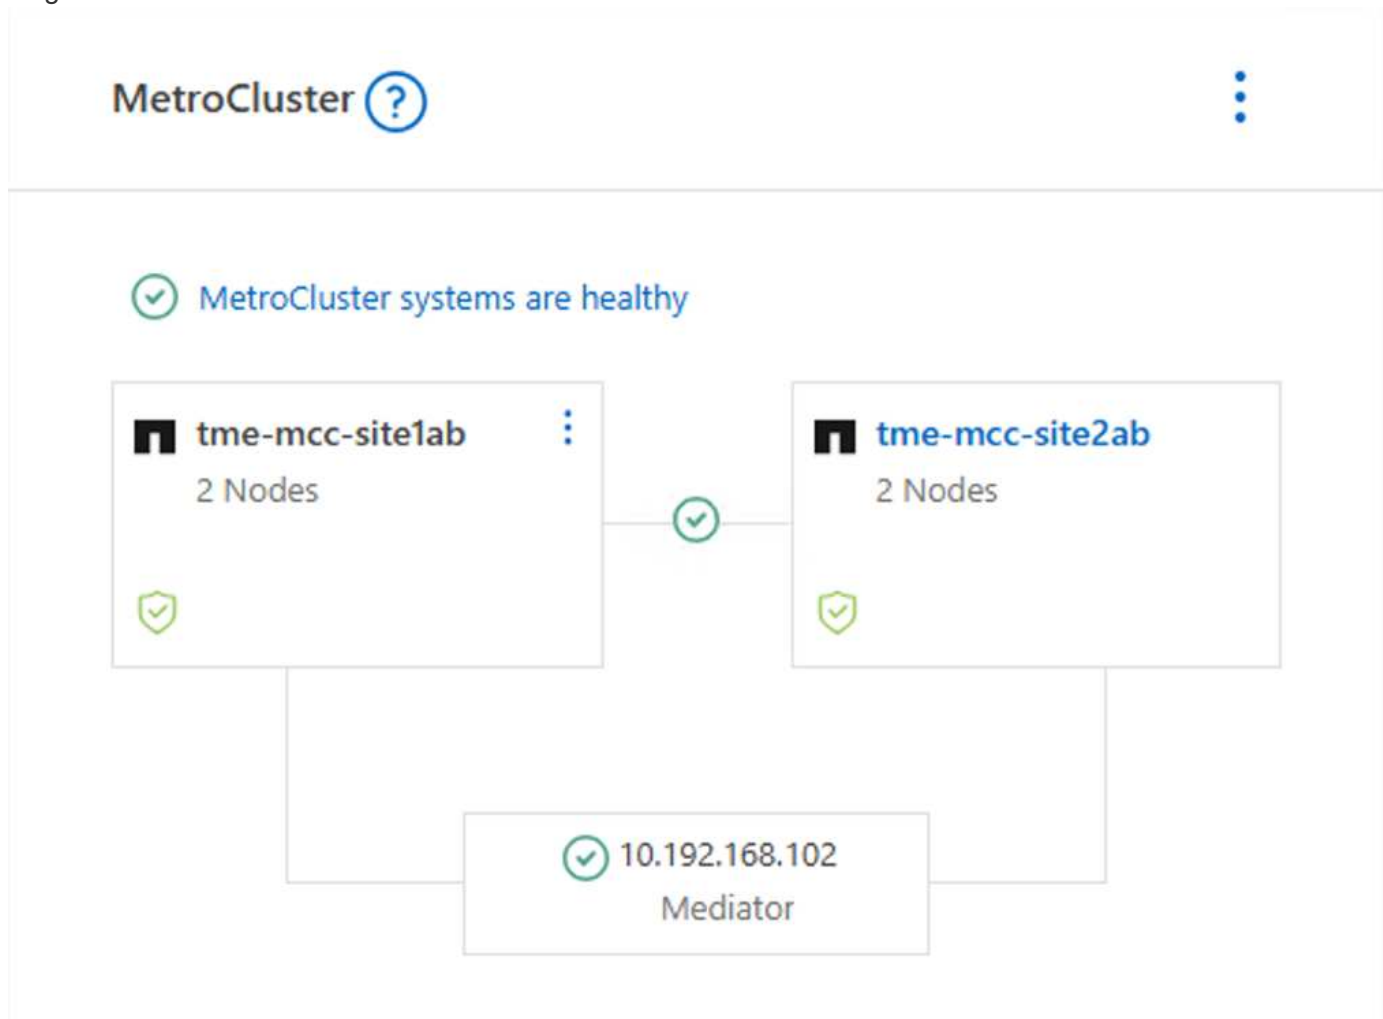 MetroCluster ?
MetroCluster systems are healthy
tme-mcc-site1ab
2 Nodes
tme-mcc-site2ab
2 Nodes
10.192.168.102
Mediator